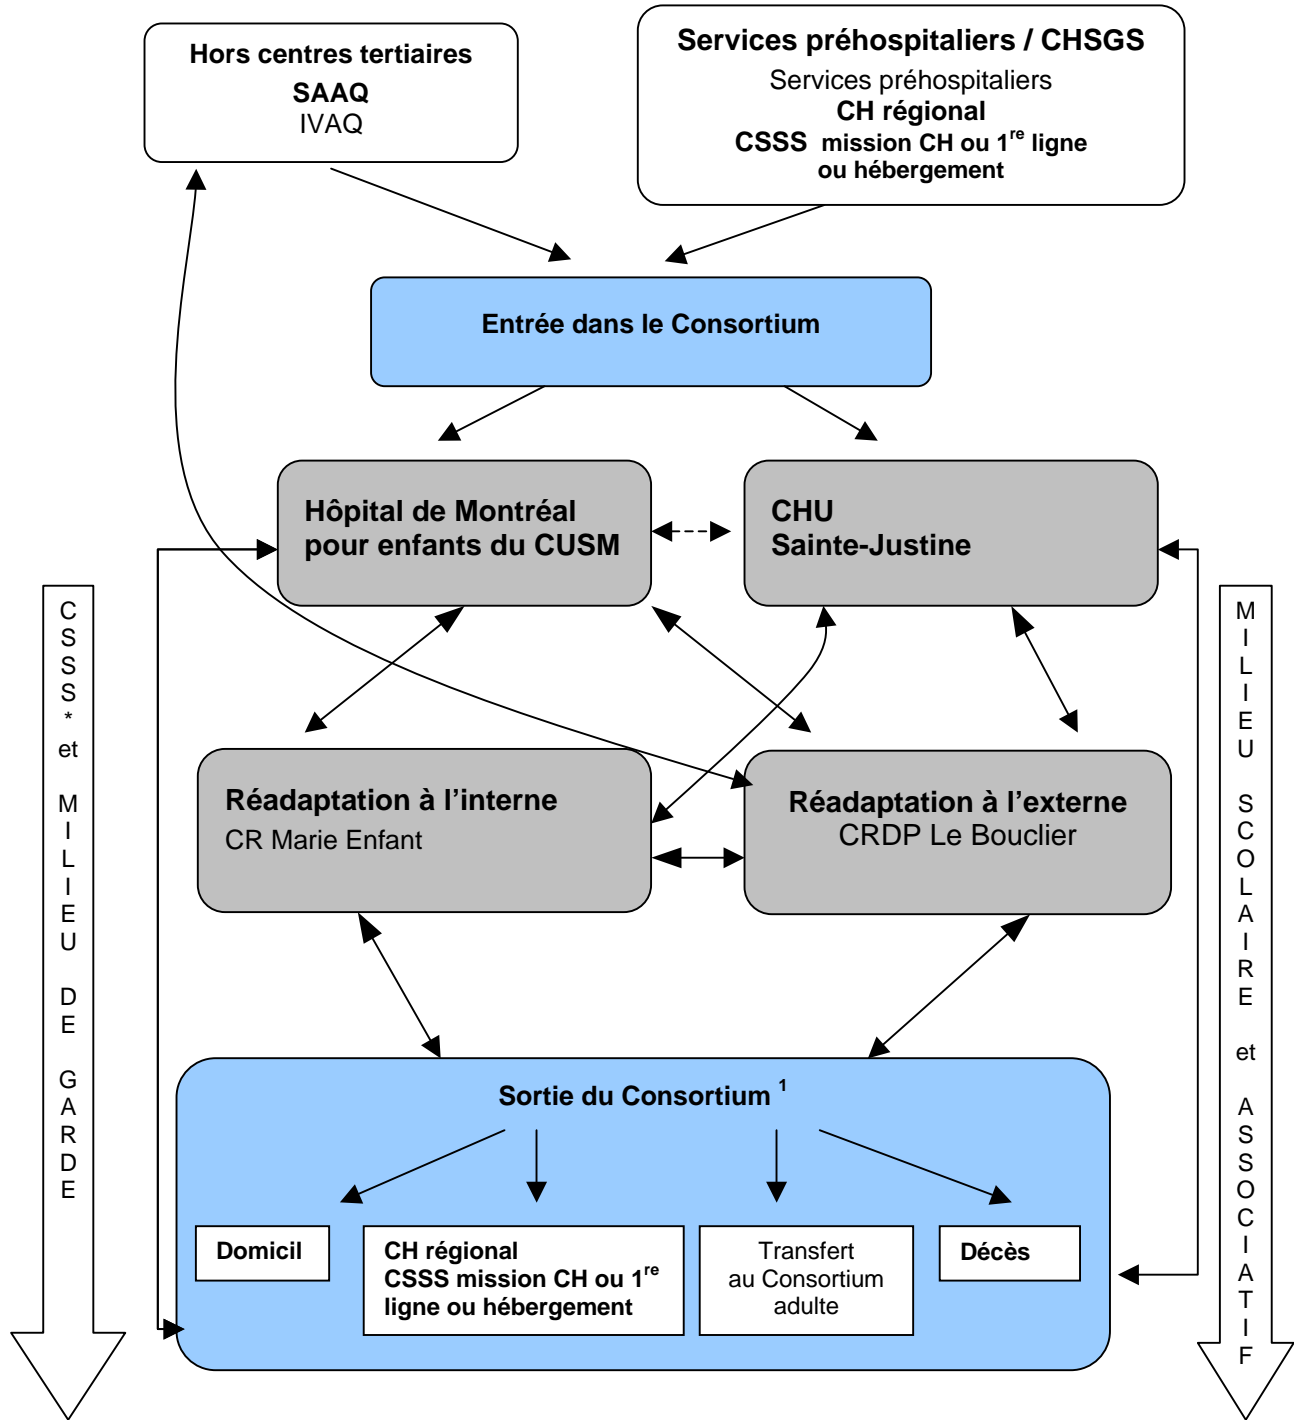 Hors centres tertiaires
SAAQ
IVAQ
Services préhospitaliers / CHSGS
Services préhospitaliers
CH régional
CSSS mission CH ou 1re ligne
ou hébergement
Entrée dans le Consortium
Hôpital de Montréal
pour enfants du CUSM
CHU
Sainte-Justine
CSSS* et MILIEU DE GARDE
MILIEU SCOLAIRE et ASSOCIATIF
Réadaptation à l’interne
CR Marie Enfant
Réadaptation à l’externe
CRDP Le Bouclier
Sortie du Consortium 1
Domicil
CH régional
CSSS mission CH ou 1re
ligne ou hébergement
Transfert
au Consortium
adulte
Décès